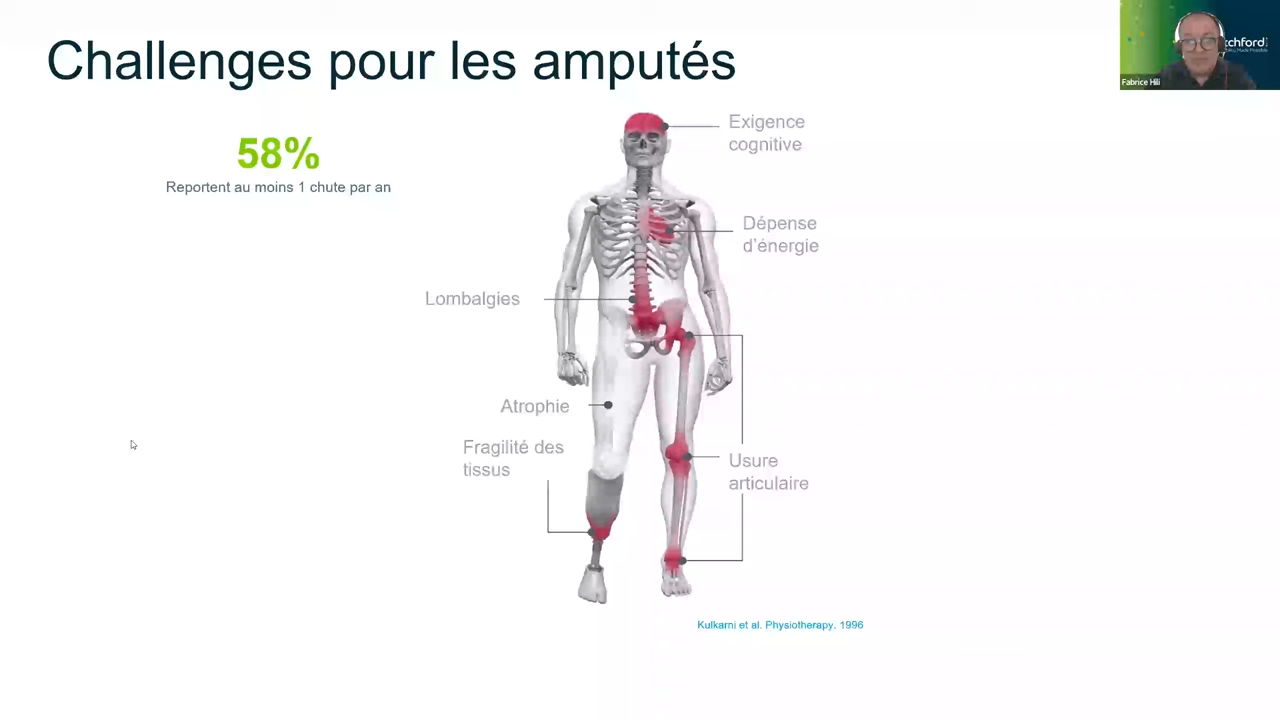 Challenges pour les amputés
tchford
Fabrice Hili
58%
Reportent au moins 1 chute par an
Exigence
cognitive
Dépense
d'énergie
Lombalgies
Atrophie
Fragilité des
tissus
Usure
articulaire
Kulkarni et al. Physiotherapy. 1996